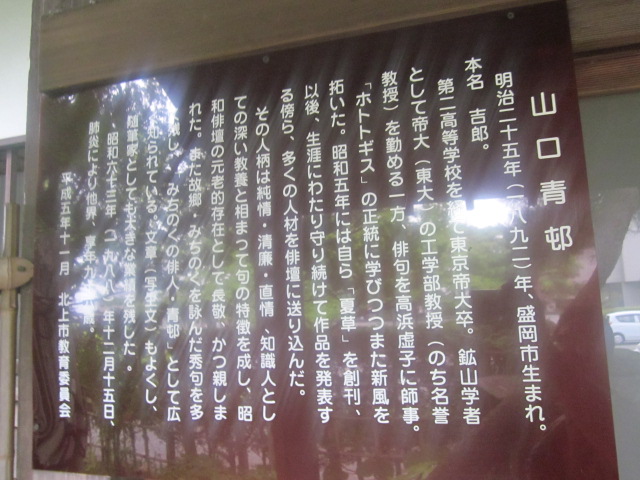 山口青邨
明治二十五年(一八九二)年、盛岡市生まれ。
本名 吉郎。
第二高等学校を経て東京帝大卒。鉱山学者
として帝大(東大)の工学部教授(のち名誉
教授)を勤める一方、俳句を高浜虚子に師事。
「ホトトギス」の正統に学びつつまた新風を
拓いた。昭和五年には自ら「夏草」を創刊、
以後、生涯にわたり守り続けて作品を発表す
る傍ら、多くの人材を俳壇に送り込んだ。
その人柄は純情・清廉・直情、知識人とし
ての深い教養と相まって句の特徴を成し、昭
和俳壇の元老的存在として長敬、かつ親しま
れた。また故郷・みちのくを詠んだ秀句を多
く残し、みちのくの俳人・青邨、として広
く知られている。文章(写生文)もよくし、
随筆家としても大きな業績を残した。
昭和六十三年(一九八八)年十二月十五日、
肺炎により他界。享年九十六歳。
平成五年十一月 北上市教育委員会